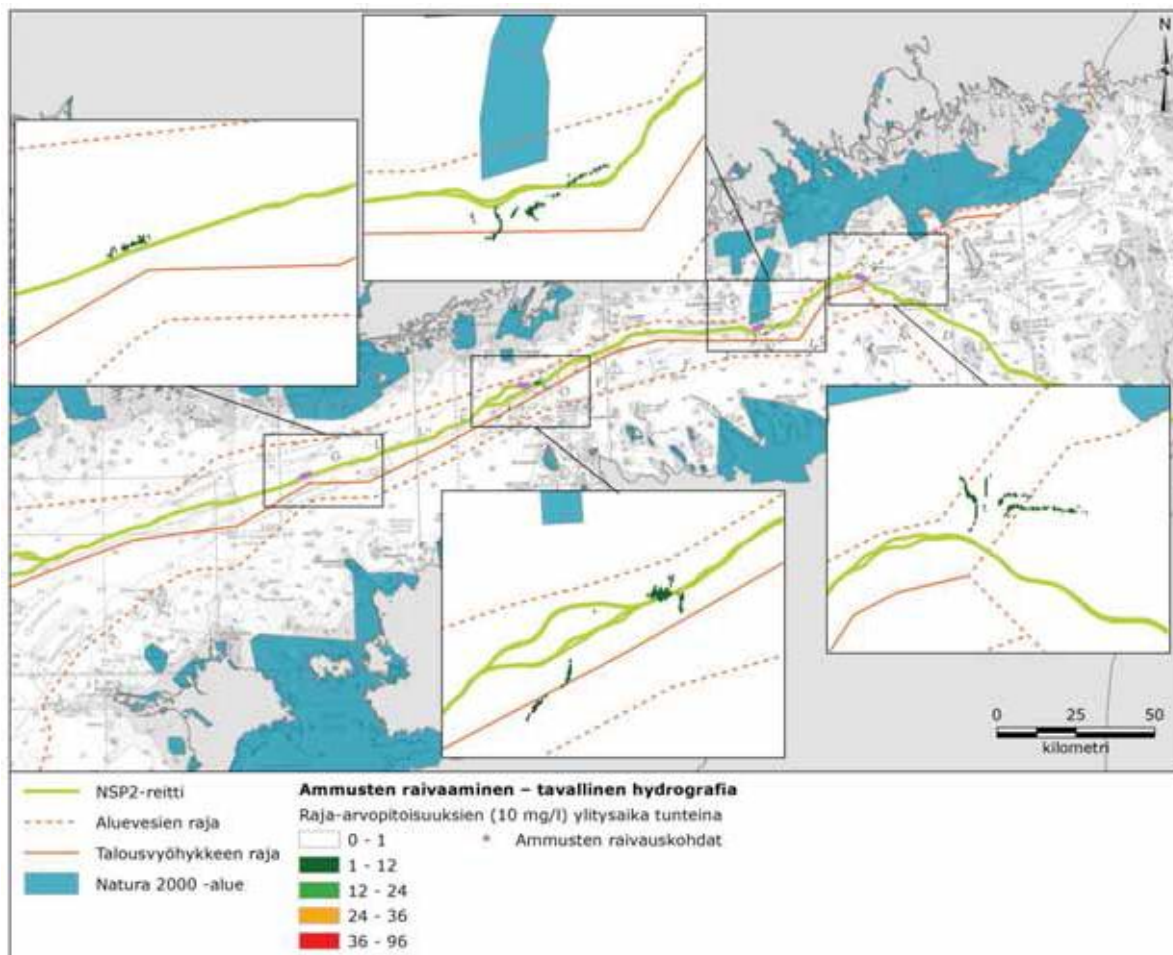 N
0 25 50
kilometri
NSP2-reitti
Aluevesien raja
Talousvyöhykkeen raja
Natura 2000 -alue
Ammusten raivaaminen – tavallinen hydrografia
Raja-arvopitoisuuksien (10 mg/l) ylitysaika tunteina
0 - 1
1 - 12
12 - 24
24 - 36
36 - 96
Ammusten raivauskohdat